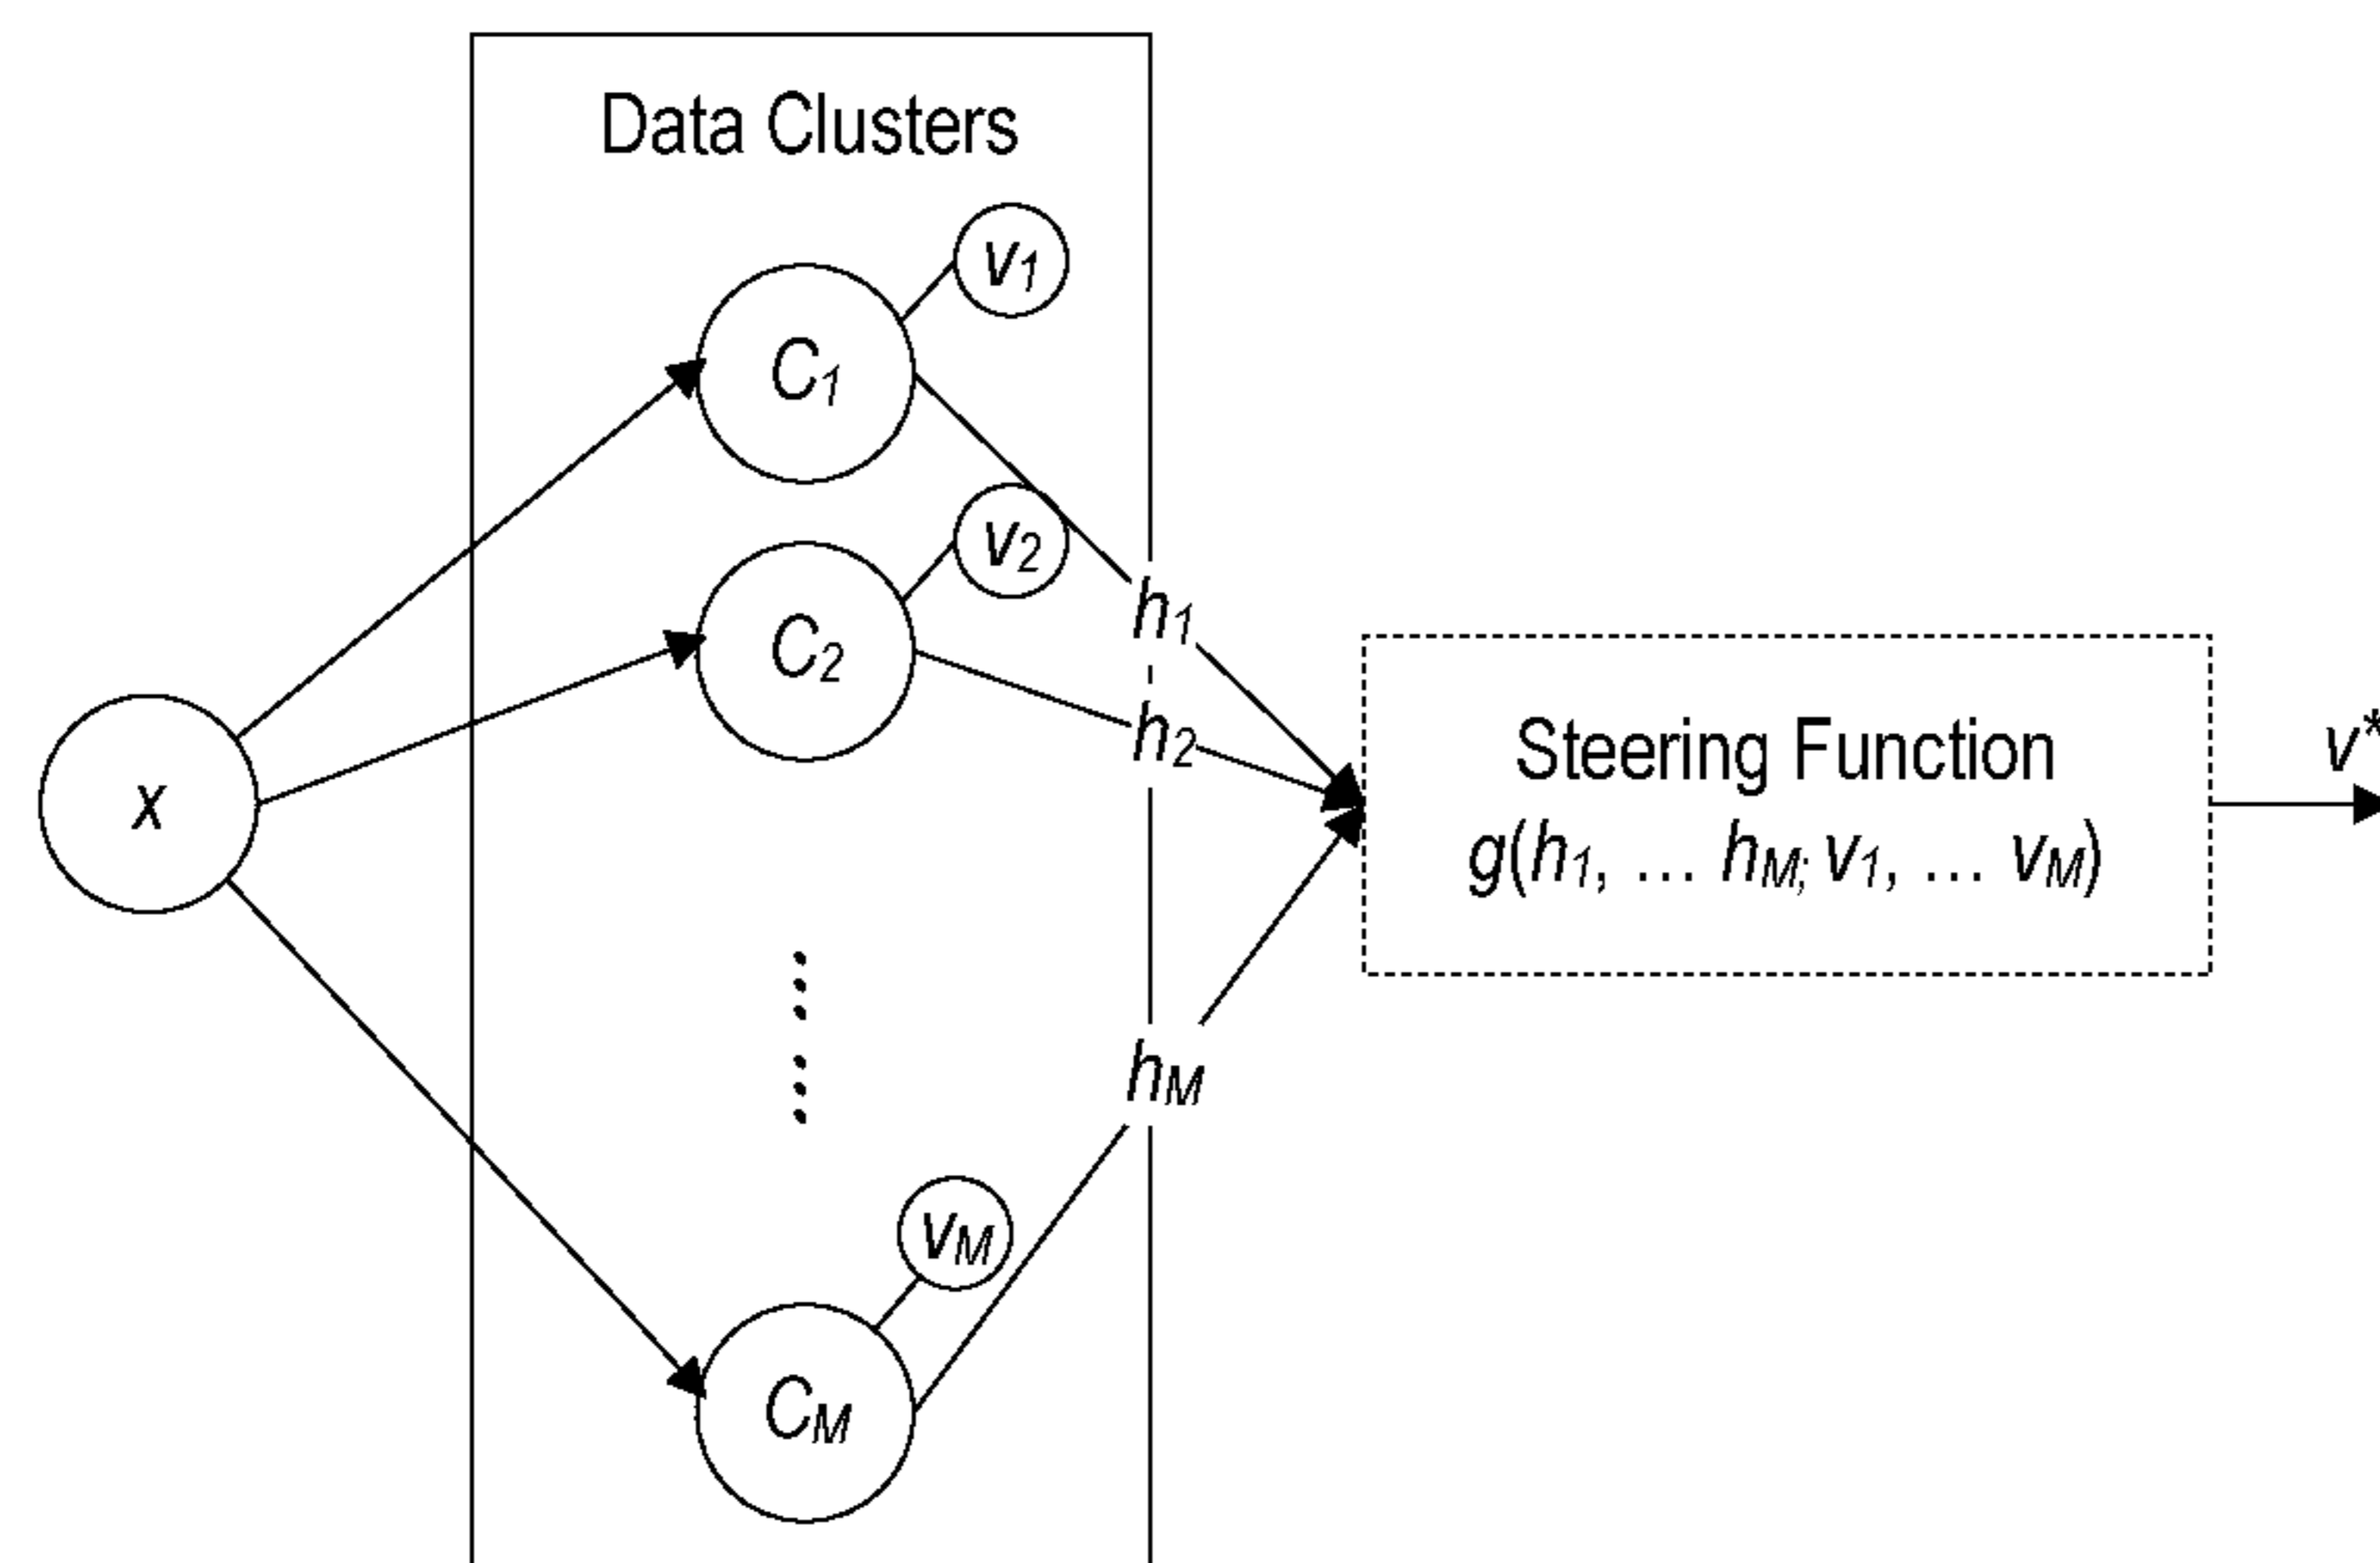 Data Clusters
v1
C1
v2
C2
h1
h2
x
Steering Function
g(h1, ... hM; v1, ... vM)
v*
hM
vM
CM